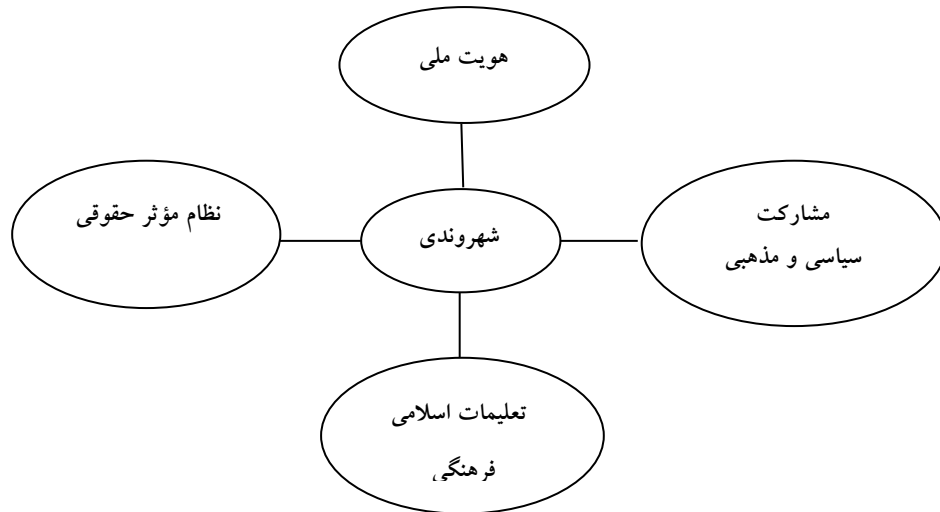 هویت ملی
نظام مؤثر حقوقی
شهروندی
مشارکت
سیاسی و مذهبی
تعلیمات اسلامی
فرهنگی